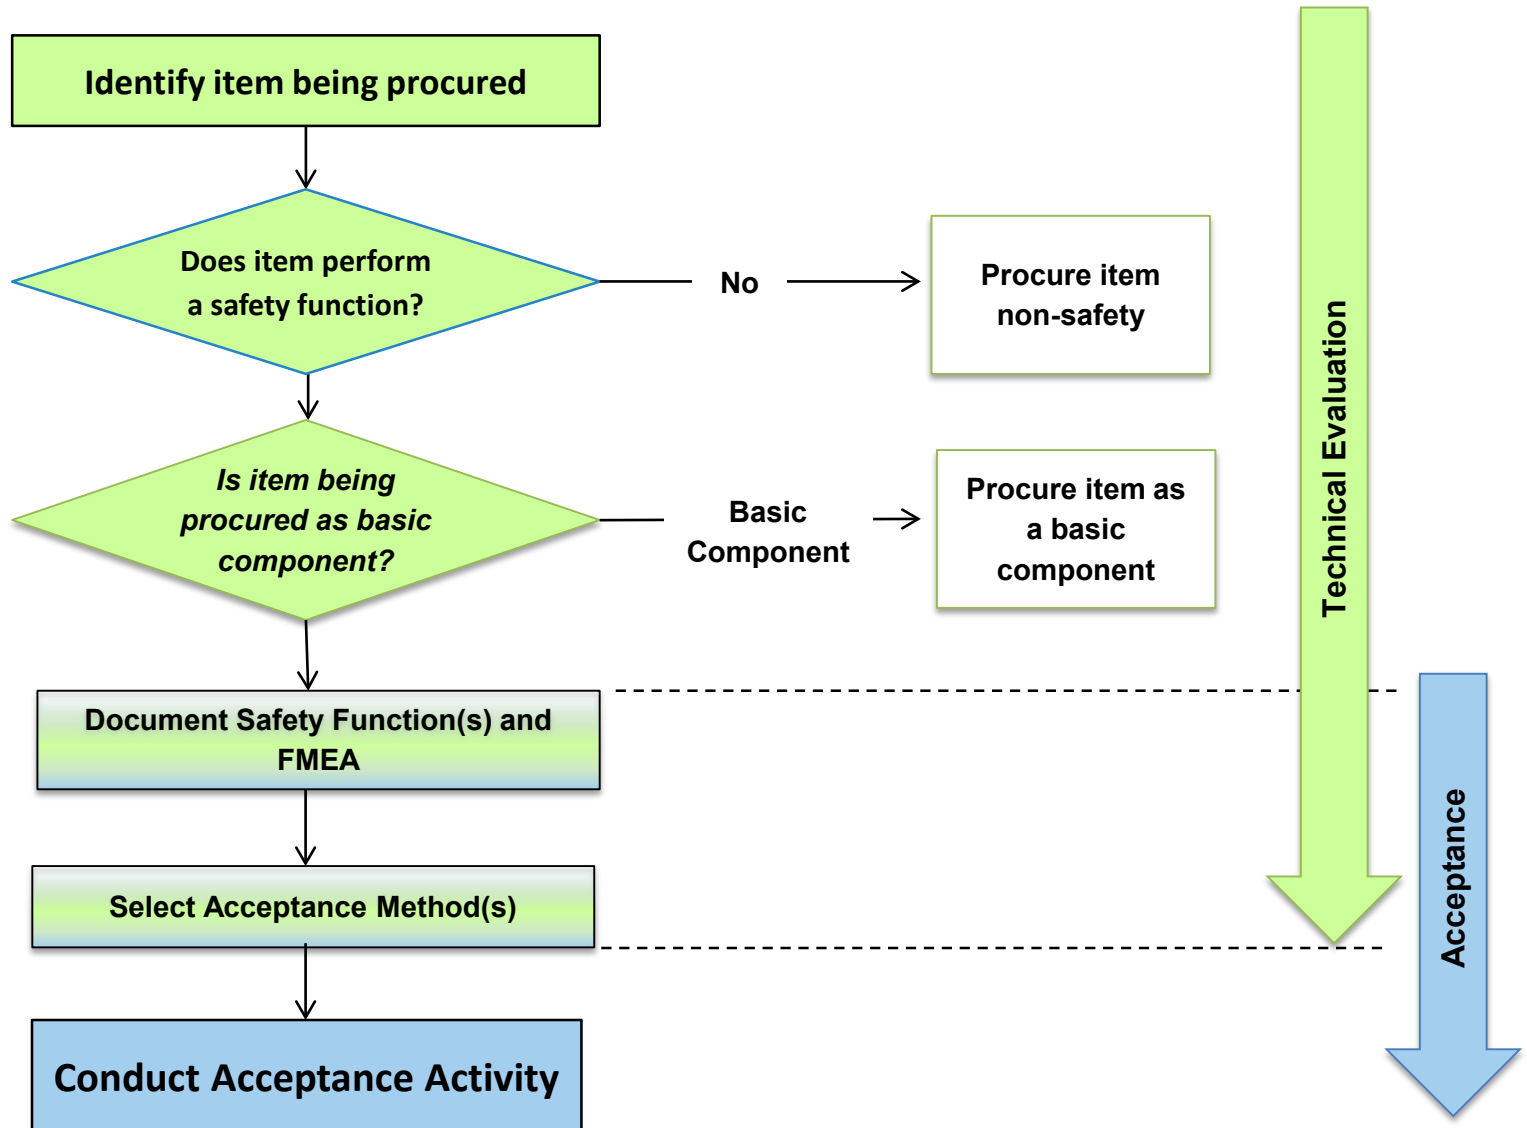 Identify item being procured
Does item perform
a safety function?
No
Procure item
non-safety
Is item being
procured as basic
component?
Basic
Component
Procure item as
a basic
component
Document Safety Function(s) and
FMEA
Select Acceptance Method(s)
Conduct Acceptance Activity
Technical Evaluation
Acceptance